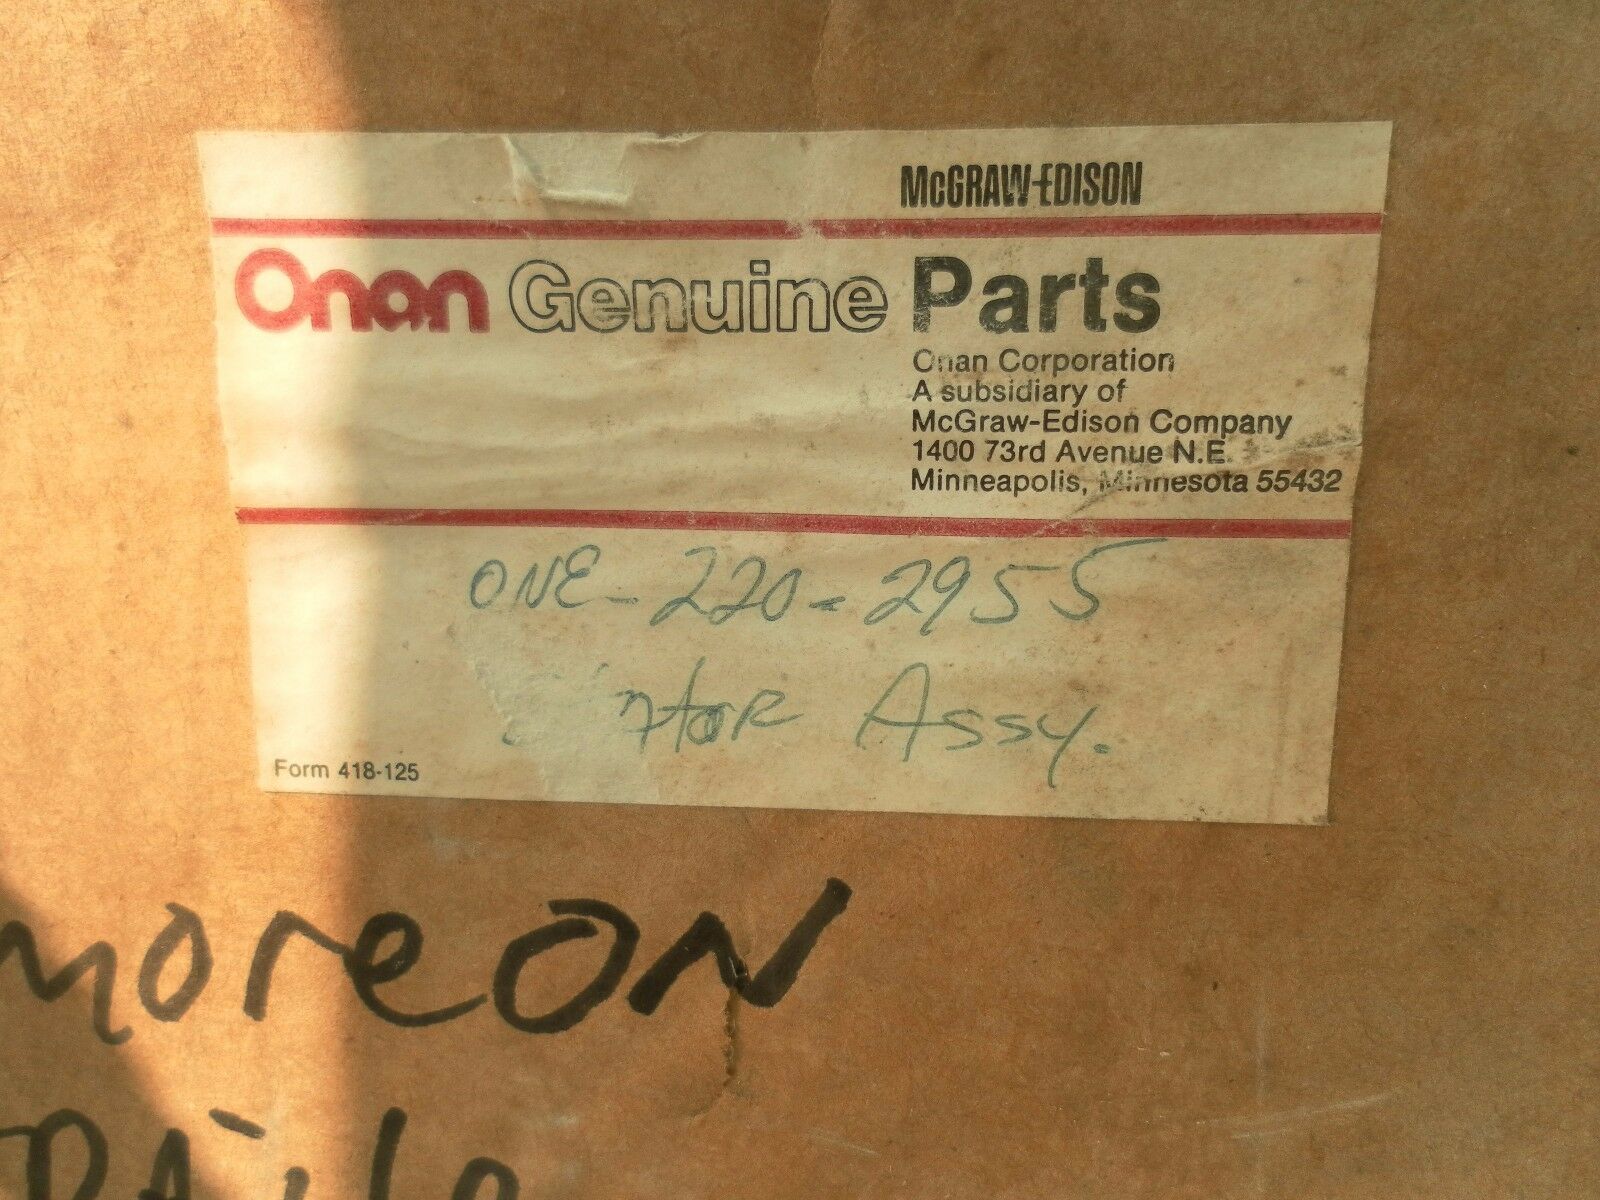 McGRAW-EDISON
Onan Genuine Parts
Onan Corporation
A subsidiary of
McGraw-Edison Company
1400 73rd Avenue N.E.
Minneapolis, Minnesota 55432
ONE-220-2955
Assy.
Form 418-125
moreON